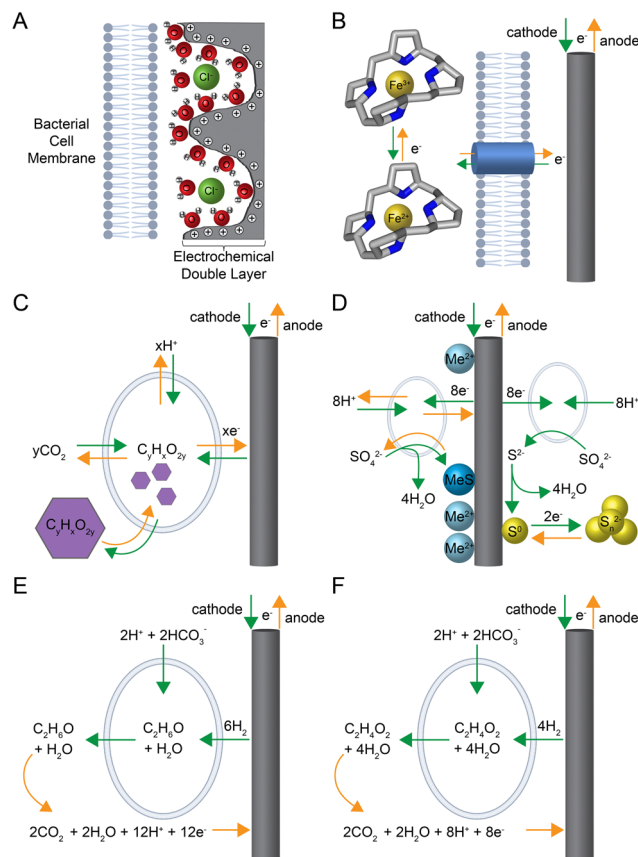 A
Cl⁻
Cl⁻
Bacterial
Cell
Membrane
Electrochemical
Double Layer
B
cathode
e⁻
anode
Fe³⁺
e⁻
Fe²⁺
e⁻
C
cathode
e⁻
anode
xH⁺
yCO₂
CᵧHₓO₂ᵧ
xe⁻
CᵧHₓO₂ᵧ
D
cathode
e⁻
anode
Me²⁺
8H⁺
8e⁻
8e⁻
8H⁺
SO₄²⁻
4H₂O
MeS
S²⁻
SO₄²⁻
4H₂O
Me²⁺
Me²⁺
S⁰
2e⁻
Sₙ²⁻
E
cathode
e⁻
anode
2H⁺ + 2HCO₃⁻
C₂H₆O
+ H₂O
C₂H₆O
+ H₂O
6H₂
2CO₂ + 2H₂O + 12H⁺ + 12e⁻
F
cathode
e⁻
anode
2H⁺ + 2HCO₃⁻
C₂H₄O₂
+ 4H₂O
C₂H₄O₂
+ 4H₂O
4H₂
2CO₂ + 2H₂O + 8H⁺ + 8e⁻